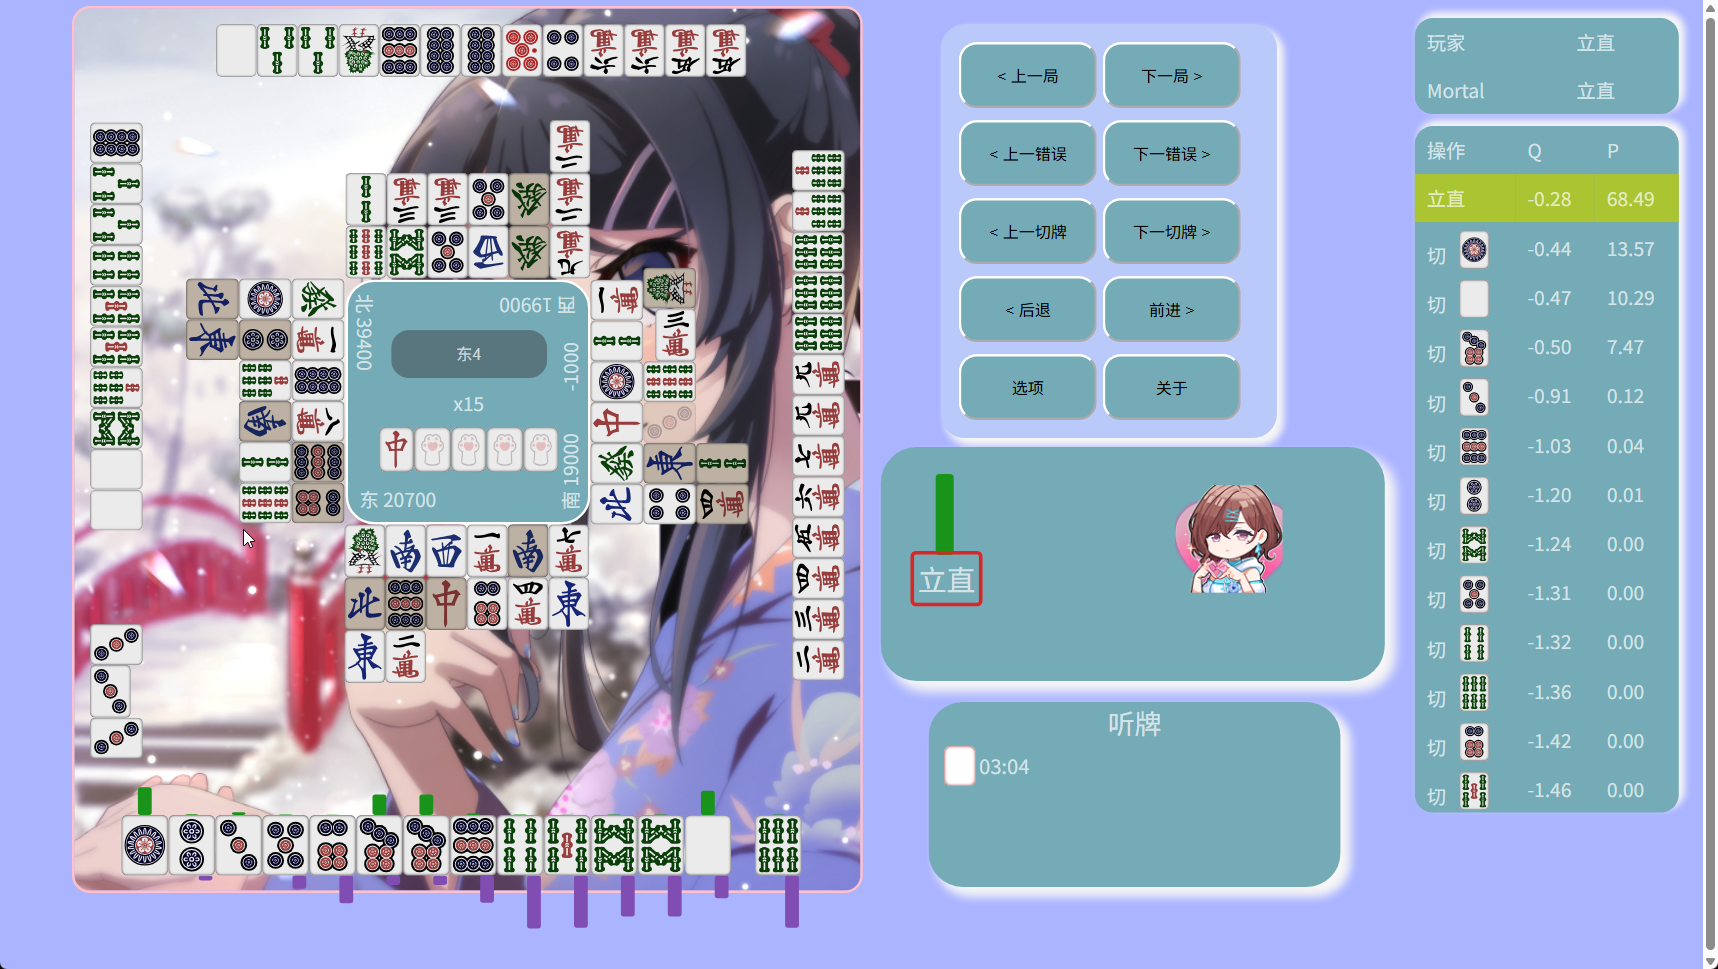 西 19900
北 39400
东4
-1000
x15
南 19000
东 20700
< 上一局
下一局 >
< 上一错误
下一错误 >
< 上一切牌
下一切牌 >
< 后退
前进 >
选项
关于
立直
听牌
03:04
玩家 立直
Mortal 立直
操作 Q P
立直 -0.28 68.49
切 -0.44 13.57
切 -0.47 10.29
切 -0.50 7.47
切 -0.91 0.12
切 -1.03 0.04
切 -1.20 0.01
切 -1.24 0.00
切 -1.31 0.00
切 -1.32 0.00
切 -1.36 0.00
切 -1.42 0.00
切 -1.46 0.00